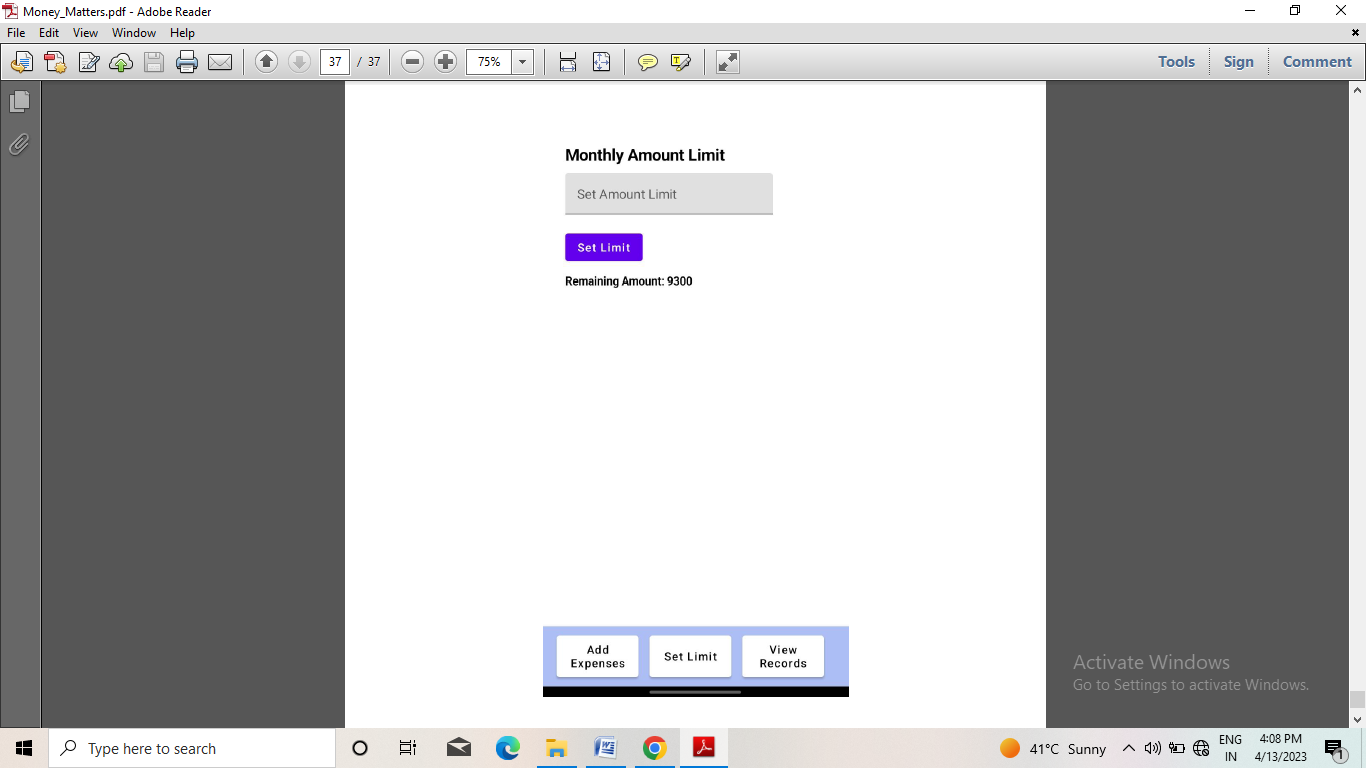 Money_Matters.pdf - Adobe Reader
File Edit View Window Help
37 / 37 75% Tools Sign Comment
Monthly Amount Limit
Set Amount Limit
Set Limit
Remaining Amount: 9300
Add
Expenses
Set Limit
View
Records
Activate Windows
Go to Settings to activate Windows.
Type here to search
41°C Sunny
ENG
IN
4:08 PM
4/13/2023
1